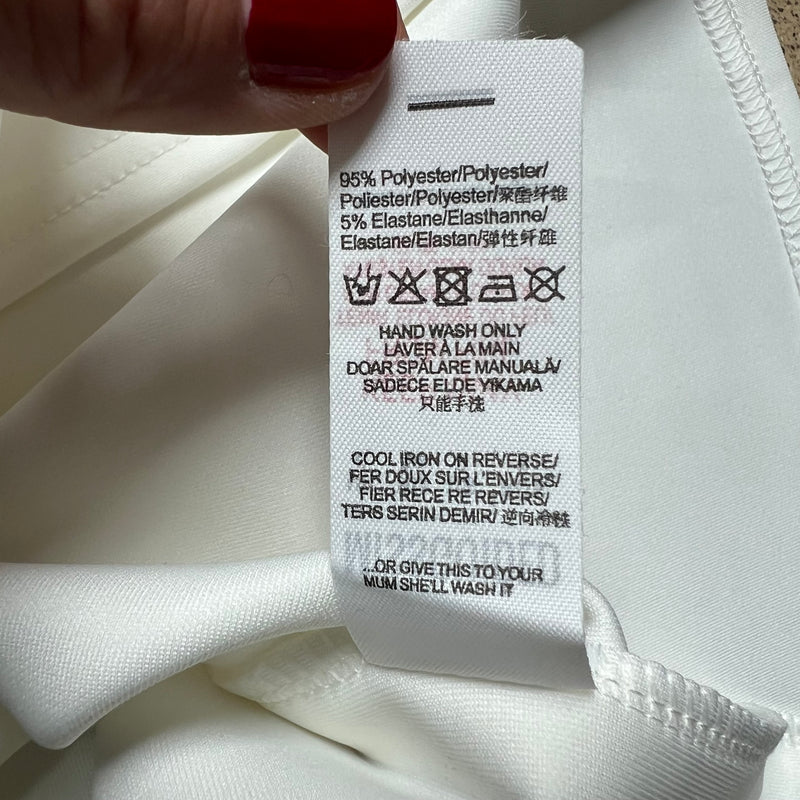 95% Polyester/Polyester/
Poliester/Polyester/聚酯纤维
5% Elastane/Elasthanne/
Elastane/Elastan/弹性纤维
HAND WASH ONLY
LAVER À LA MAIN
DOAR SPĂLARE MANUALĂ/
SADECE ELDE YIKAMA
只能手洗
COOL IRON ON REVERSE/
FER DOUX SUR L'ENVERS/
FIER RECE RE REVERS/
TERS SERIN DEMIR/ 逆向冷熨
...OR GIVE THIS TO YOUR
MUM SHE'LL WASH IT